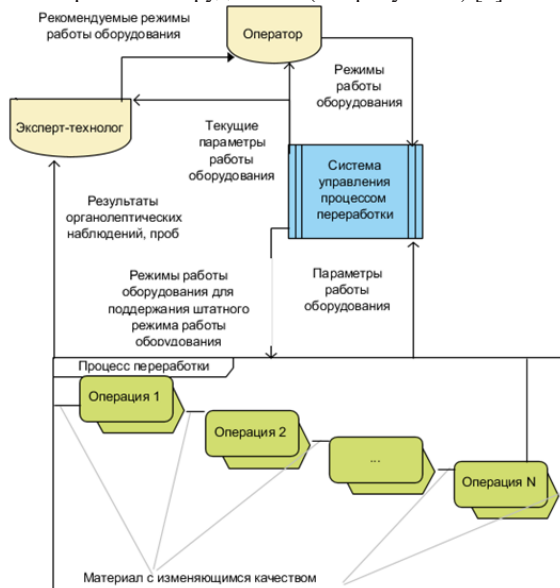 Рекомендуемые режимы
работы оборудования
Оператор
Режимы
работы
оборудования
Эксперт-технолог
Текущие
параметры
работы
оборудования
Система
управления
процессом
переработки
Результаты
органолептических
наблюдений, проб
Режимы работы
оборудования для
поддержания штатного
режима работы
оборудования
Параметры
работы
оборудования
Процесс переработки
Операция 1
Операция 2
...
Операция N
Материал с изменяющимся качеством